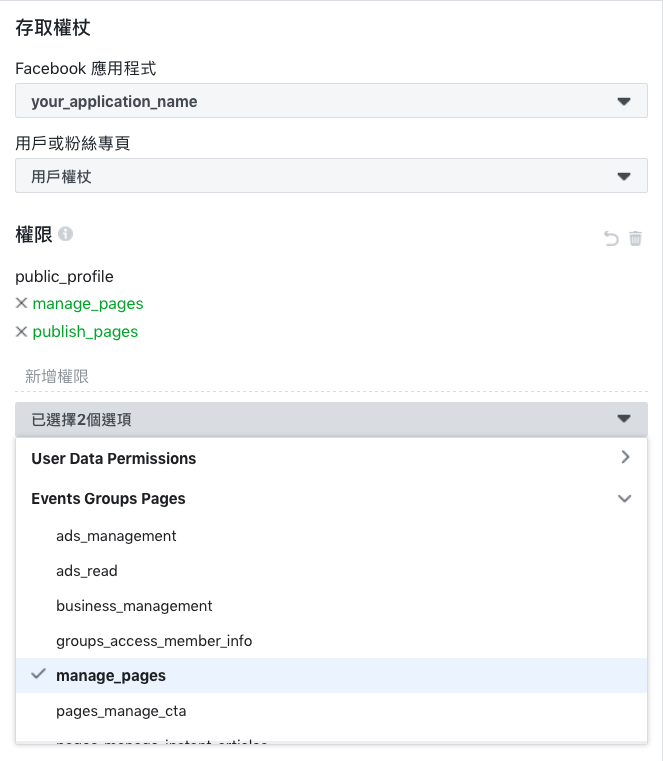 存取權杖
Facebook 應用程式
your_application_name
用戶或粉絲專頁
用戶權杖
權限
public_profile
manage_pages
publish_pages
新增權限
已選擇2個選項
User Data Permissions
Events Groups Pages
ads_management
ads_read
business_management
groups_access_member_info
manage_pages
pages_manage_cta
pages_manage_instant_articles